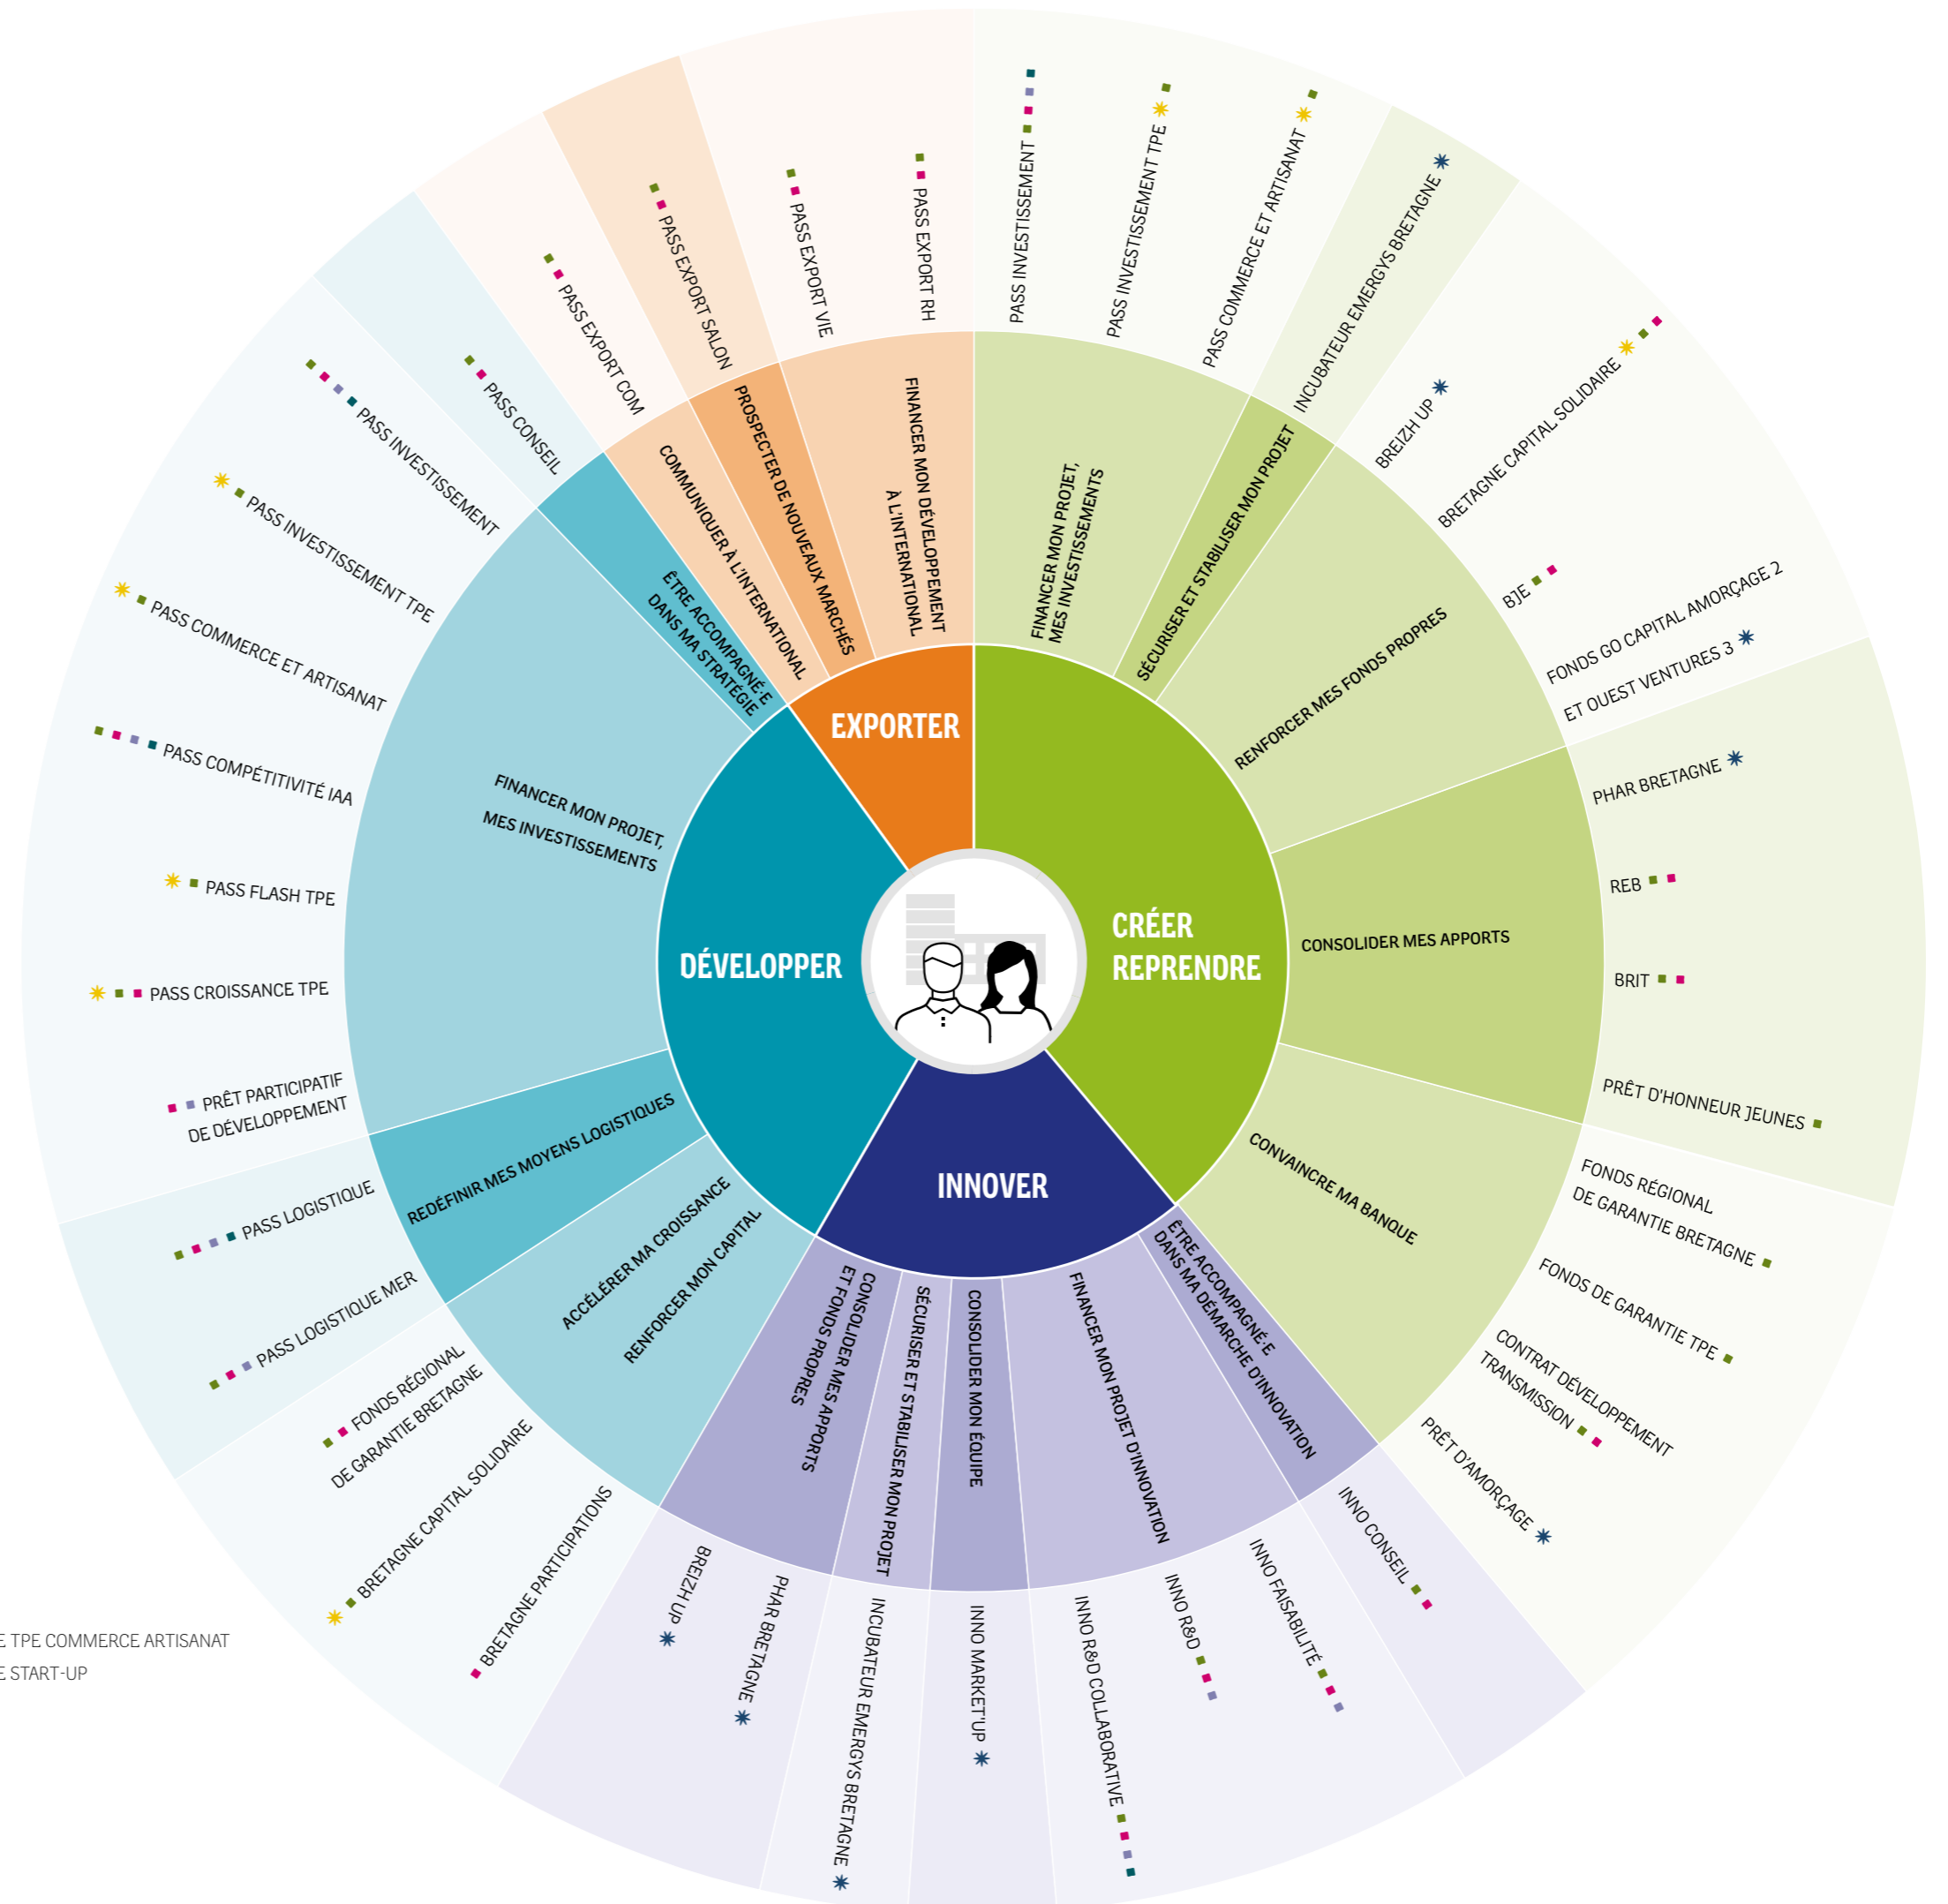 EXPORTER
CRÉER
REPRENDRE
INNOVER
DÉVELOPPER
FINANCER MON PROJET,
MES INVESTISSEMENTS
PASS INVESTISSEMENT
PASS INVESTISSEMENT TPE
PASS COMMERCE ET ARTISANAT
SÉCURISER ET STABILISER MON PROJET
INCUBATEUR EMERGYS BRETAGNE
RENFORCER MES FONDS PROPRES
BREIZH UP
BRETAGNE CAPITAL SOLIDAIRE
BJE
FONDS GO CAPITAL AMORÇAGE 2
ET OUEST VENTURES 3
CONSOLIDER MES APPORTS
PHAR BRETAGNE
REB
BRIT
PRÊT D'HONNEUR JEUNES
CONVAINCRE MA BANQUE
FONDS RÉGIONAL
DE GARANTIE BRETAGNE
FONDS DE GARANTIE TPE
CONTRAT DÉVELOPPEMENT
TRANSMISSION
PRÊT D'AMORÇAGE
ÊTRE ACCOMPAGNÉ·E
DANS MA DÉMARCHE D'INNOVATION
INNO CONSEIL
FINANCER MON PROJET D'INNOVATION
INNO FAISABILITÉ
INNO R&D
INNO R&D COLLABORATIVE
CONSOLIDER MON ÉQUIPE
INNO MARKET'UP
SÉCURISER ET STABILISER MON PROJET
INCUBATEUR EMERGYS BRETAGNE
CONSOLIDER MES APPORTS
ET FONDS PROPRES
PHAR BRETAGNE
BREIZH UP
ACCÉLÉRER MA CROISSANCE
RENFORCER MON CAPITAL
BRETAGNE PARTICIPATIONS
BRETAGNE CAPITAL SOLIDAIRE
FONDS RÉGIONAL
DE GARANTIE BRETAGNE
REDÉFINIR MES MOYENS LOGISTIQUES
PASS LOGISTIQUE MER
PASS LOGISTIQUE
FINANCER MON PROJET,
MES INVESTISSEMENTS
PRÊT PARTICIPATIF
DE DÉVELOPPEMENT
PASS CROISSANCE TPE
PASS FLASH TPE
PASS COMPÉTITIVITÉ IAA
PASS COMMERCE ET ARTISANAT
PASS INVESTISSEMENT TPE
PASS INVESTISSEMENT
ÊTRE ACCOMPAGNÉ·E
DANS MA STRATÉGIE
PASS CONSEIL
COMMUNIQUER À L'INTERNATIONAL
PASS EXPORT COM
PROSPECTER DE NOUVEAUX MARCHÉS
PASS EXPORT SALON
FINANCER MON DÉVELOPPEMENT
À L'INTERNATIONAL
PASS EXPORT VIE
PASS EXPORT RH
E TPE COMMERCE ARTISANAT
E START-UP